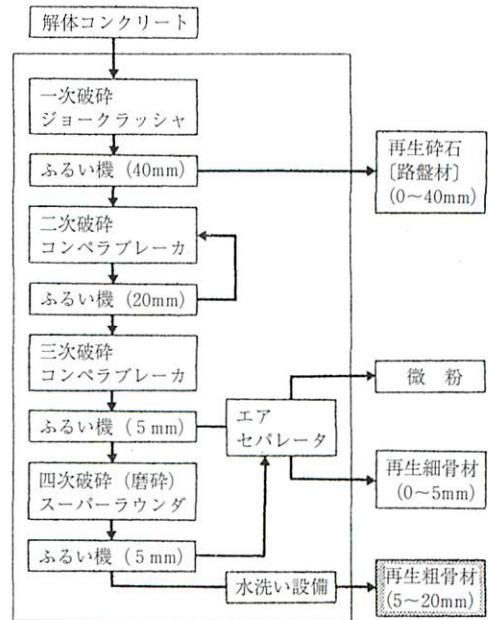 解体コンクリート
一次破砕
ジョークラッシャ
ふるい機 (40mm)
再生砕石
〔路盤材〕
(0～40mm)
二次破砕
コンペラブレーカ
ふるい機 (20mm)
三次破砕
コンペラブレーカ
ふるい機 (5mm)
エア
セパレータ
微 粉
再生細骨材
(0～5mm)
四次破砕 (磨砕)
スーパーラウンダ
ふるい機 (5mm)
水洗い設備
再生粗骨材
(5～20mm)